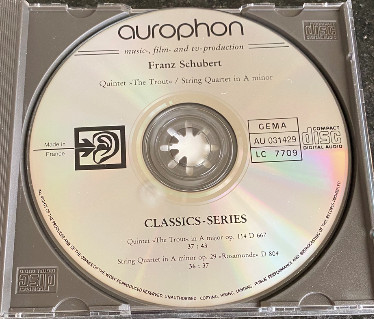 aurophon
music-, film- and tv-production
Franz Schubert
Quintet «The Trout» / String Quartet in A minor
Made in
France
GEMA
AU 031429
LC 7709
COMPACT
disc
DIGITAL AUDIO
CLASSICS-SERIES
Quintet «The Trout» in A major op. 114 D 667
37 : 43
String Quartet in A minor op. 29 «Rosamonde» D 804
36 : 37